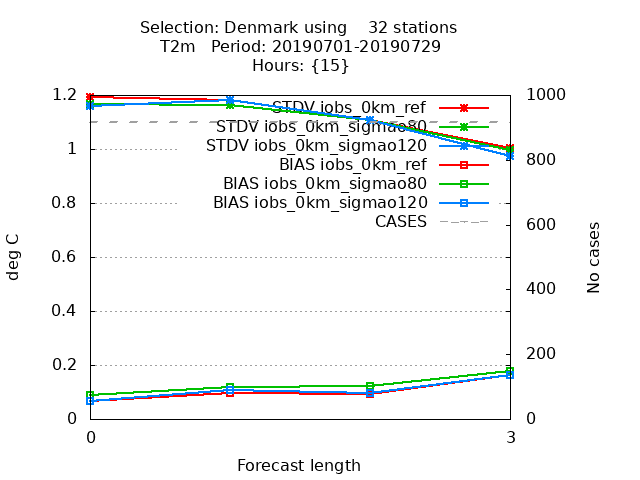 Selection: Denmark using    32 stations
T2m   Period: 20190701-20190729
Hours: {15}
1.2
1
0.8
0.6
0.4
0.2
0
1000
800
600
400
200
0
STDV iobs_0km_ref
STDV iobs_0km_sigmao80
STDV iobs_0km_sigmao120
BIAS iobs_0km_ref
BIAS iobs_0km_sigmao80
BIAS iobs_0km_sigmao120
CASES
deg C
No cases
0
3
Forecast length